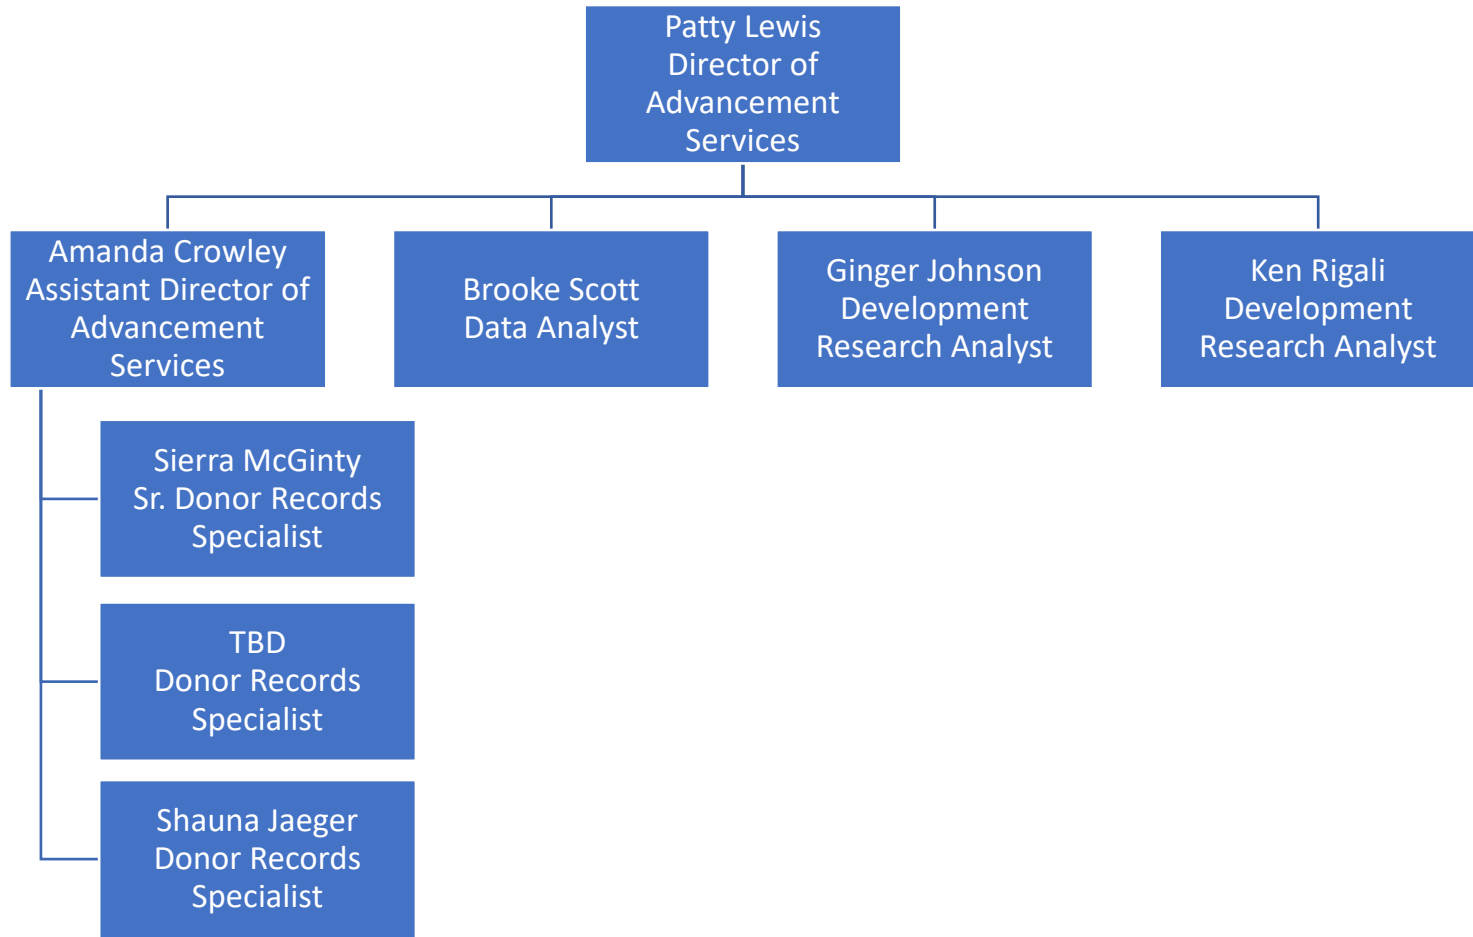 Patty Lewis
Director of
Advancement
Services
Amanda Crowley
Assistant Director of
Advancement
Services
Brooke Scott
Data Analyst
Ginger Johnson
Development
Research Analyst
Ken Rigali
Development
Research Analyst
Sierra McGinty
Sr. Donor Records
Specialist
TBD
Donor Records
Specialist
Shauna Jaeger
Donor Records
Specialist